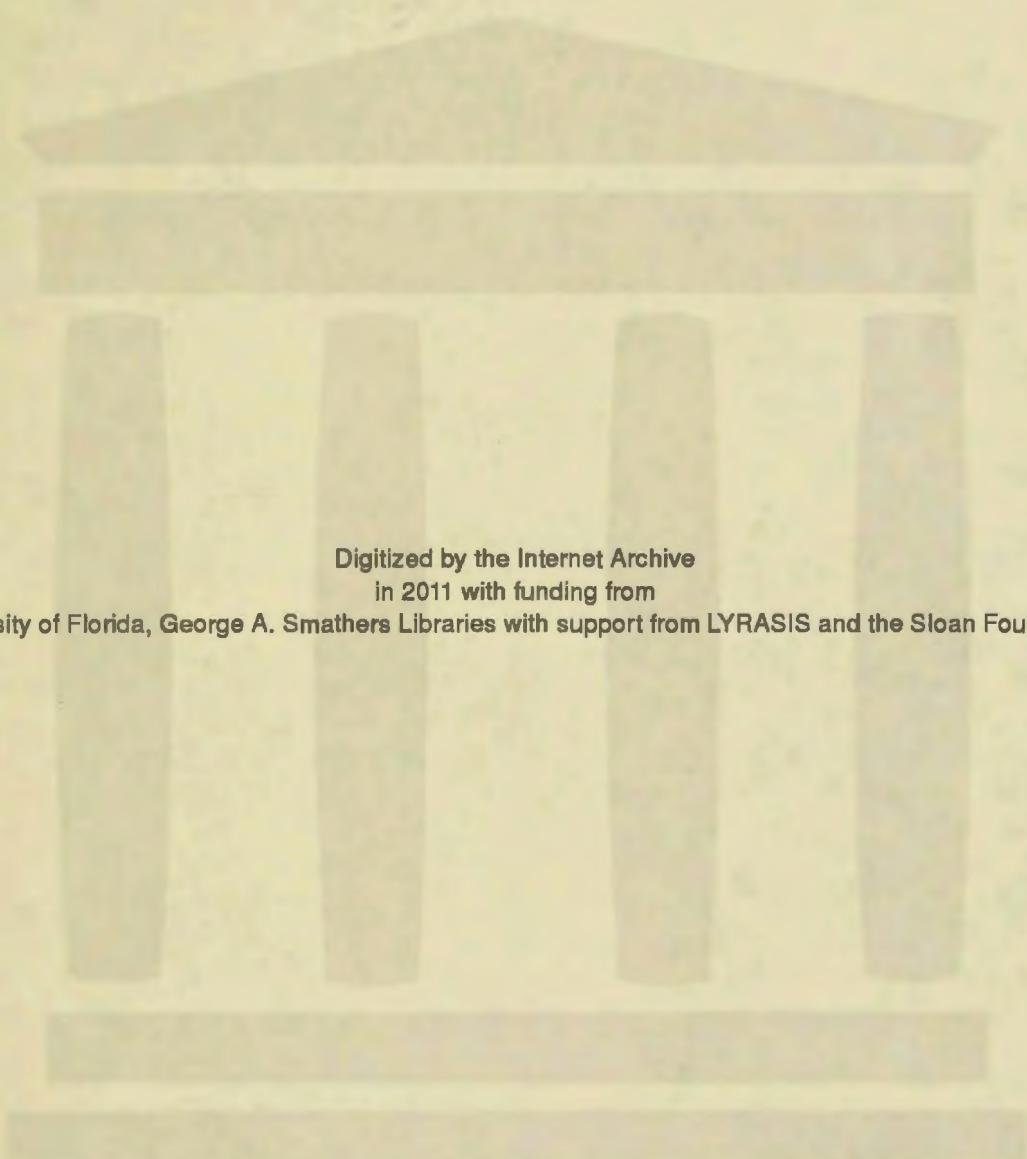 Digitized by the Internet Archive
in 2011 with funding from
sity of Florida, George A. Smathers Libraries with support from LYRASIS and the Sloan Fou